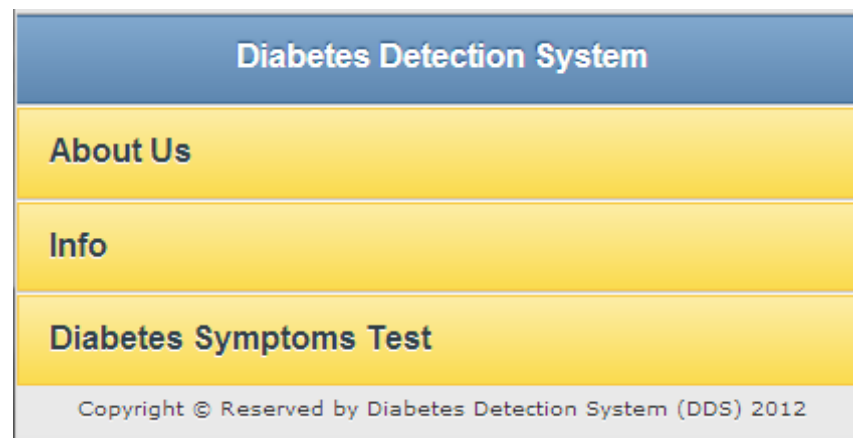 Diabetes Detection System
About Us
Info
Diabetes Symptoms Test
Copyright © Reserved by Diabetes Detection System (DDS) 2012